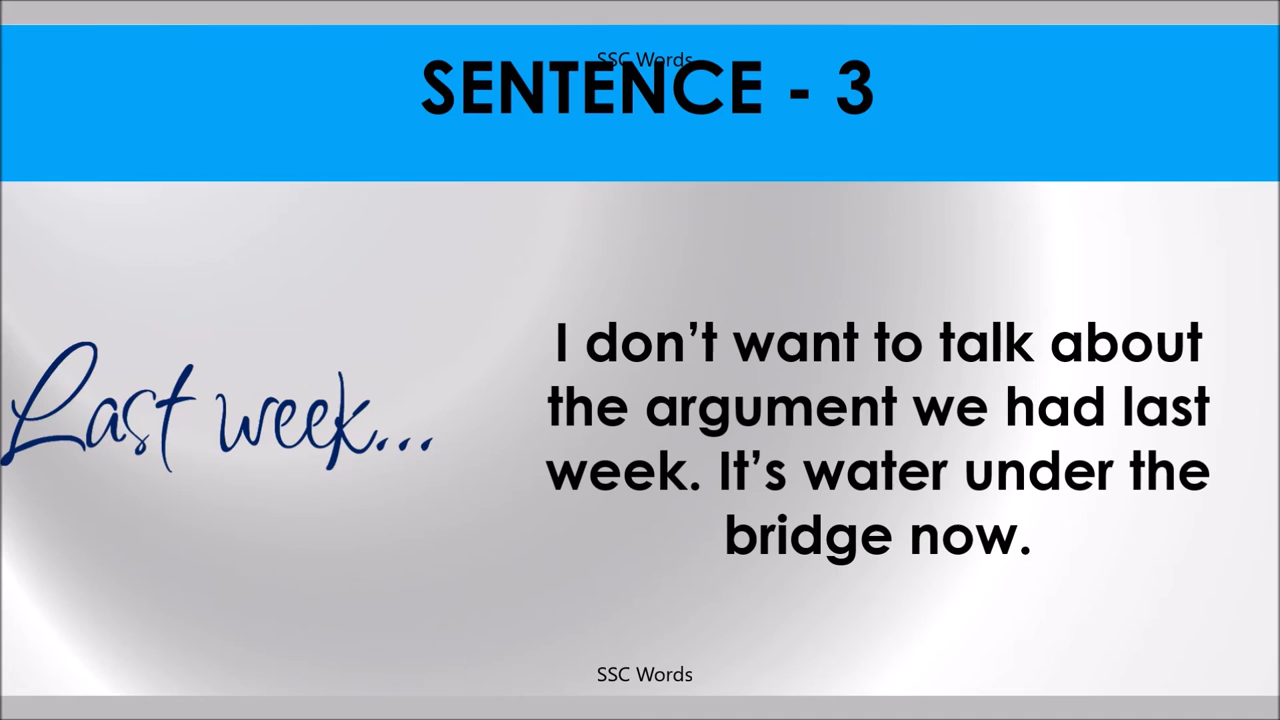 SSC Words
SENTENCE - 3
Last week...
I don’t want to talk about
the argument we had last
week. It’s water under the
bridge now.
SSC Words